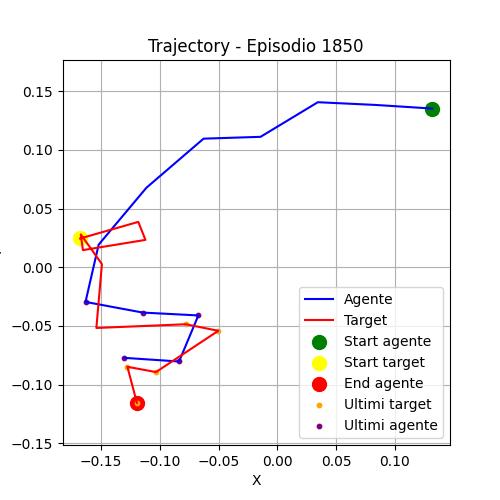 Trajectory - Episodio 1850
0.15
0.10
0.05
0.00
−0.05
−0.10
−0.15
−0.15
−0.10
−0.05
0.00
0.05
0.10
X
Agente
Target
Start agente
Start target
End agente
Ultimi target
Ultimi agente